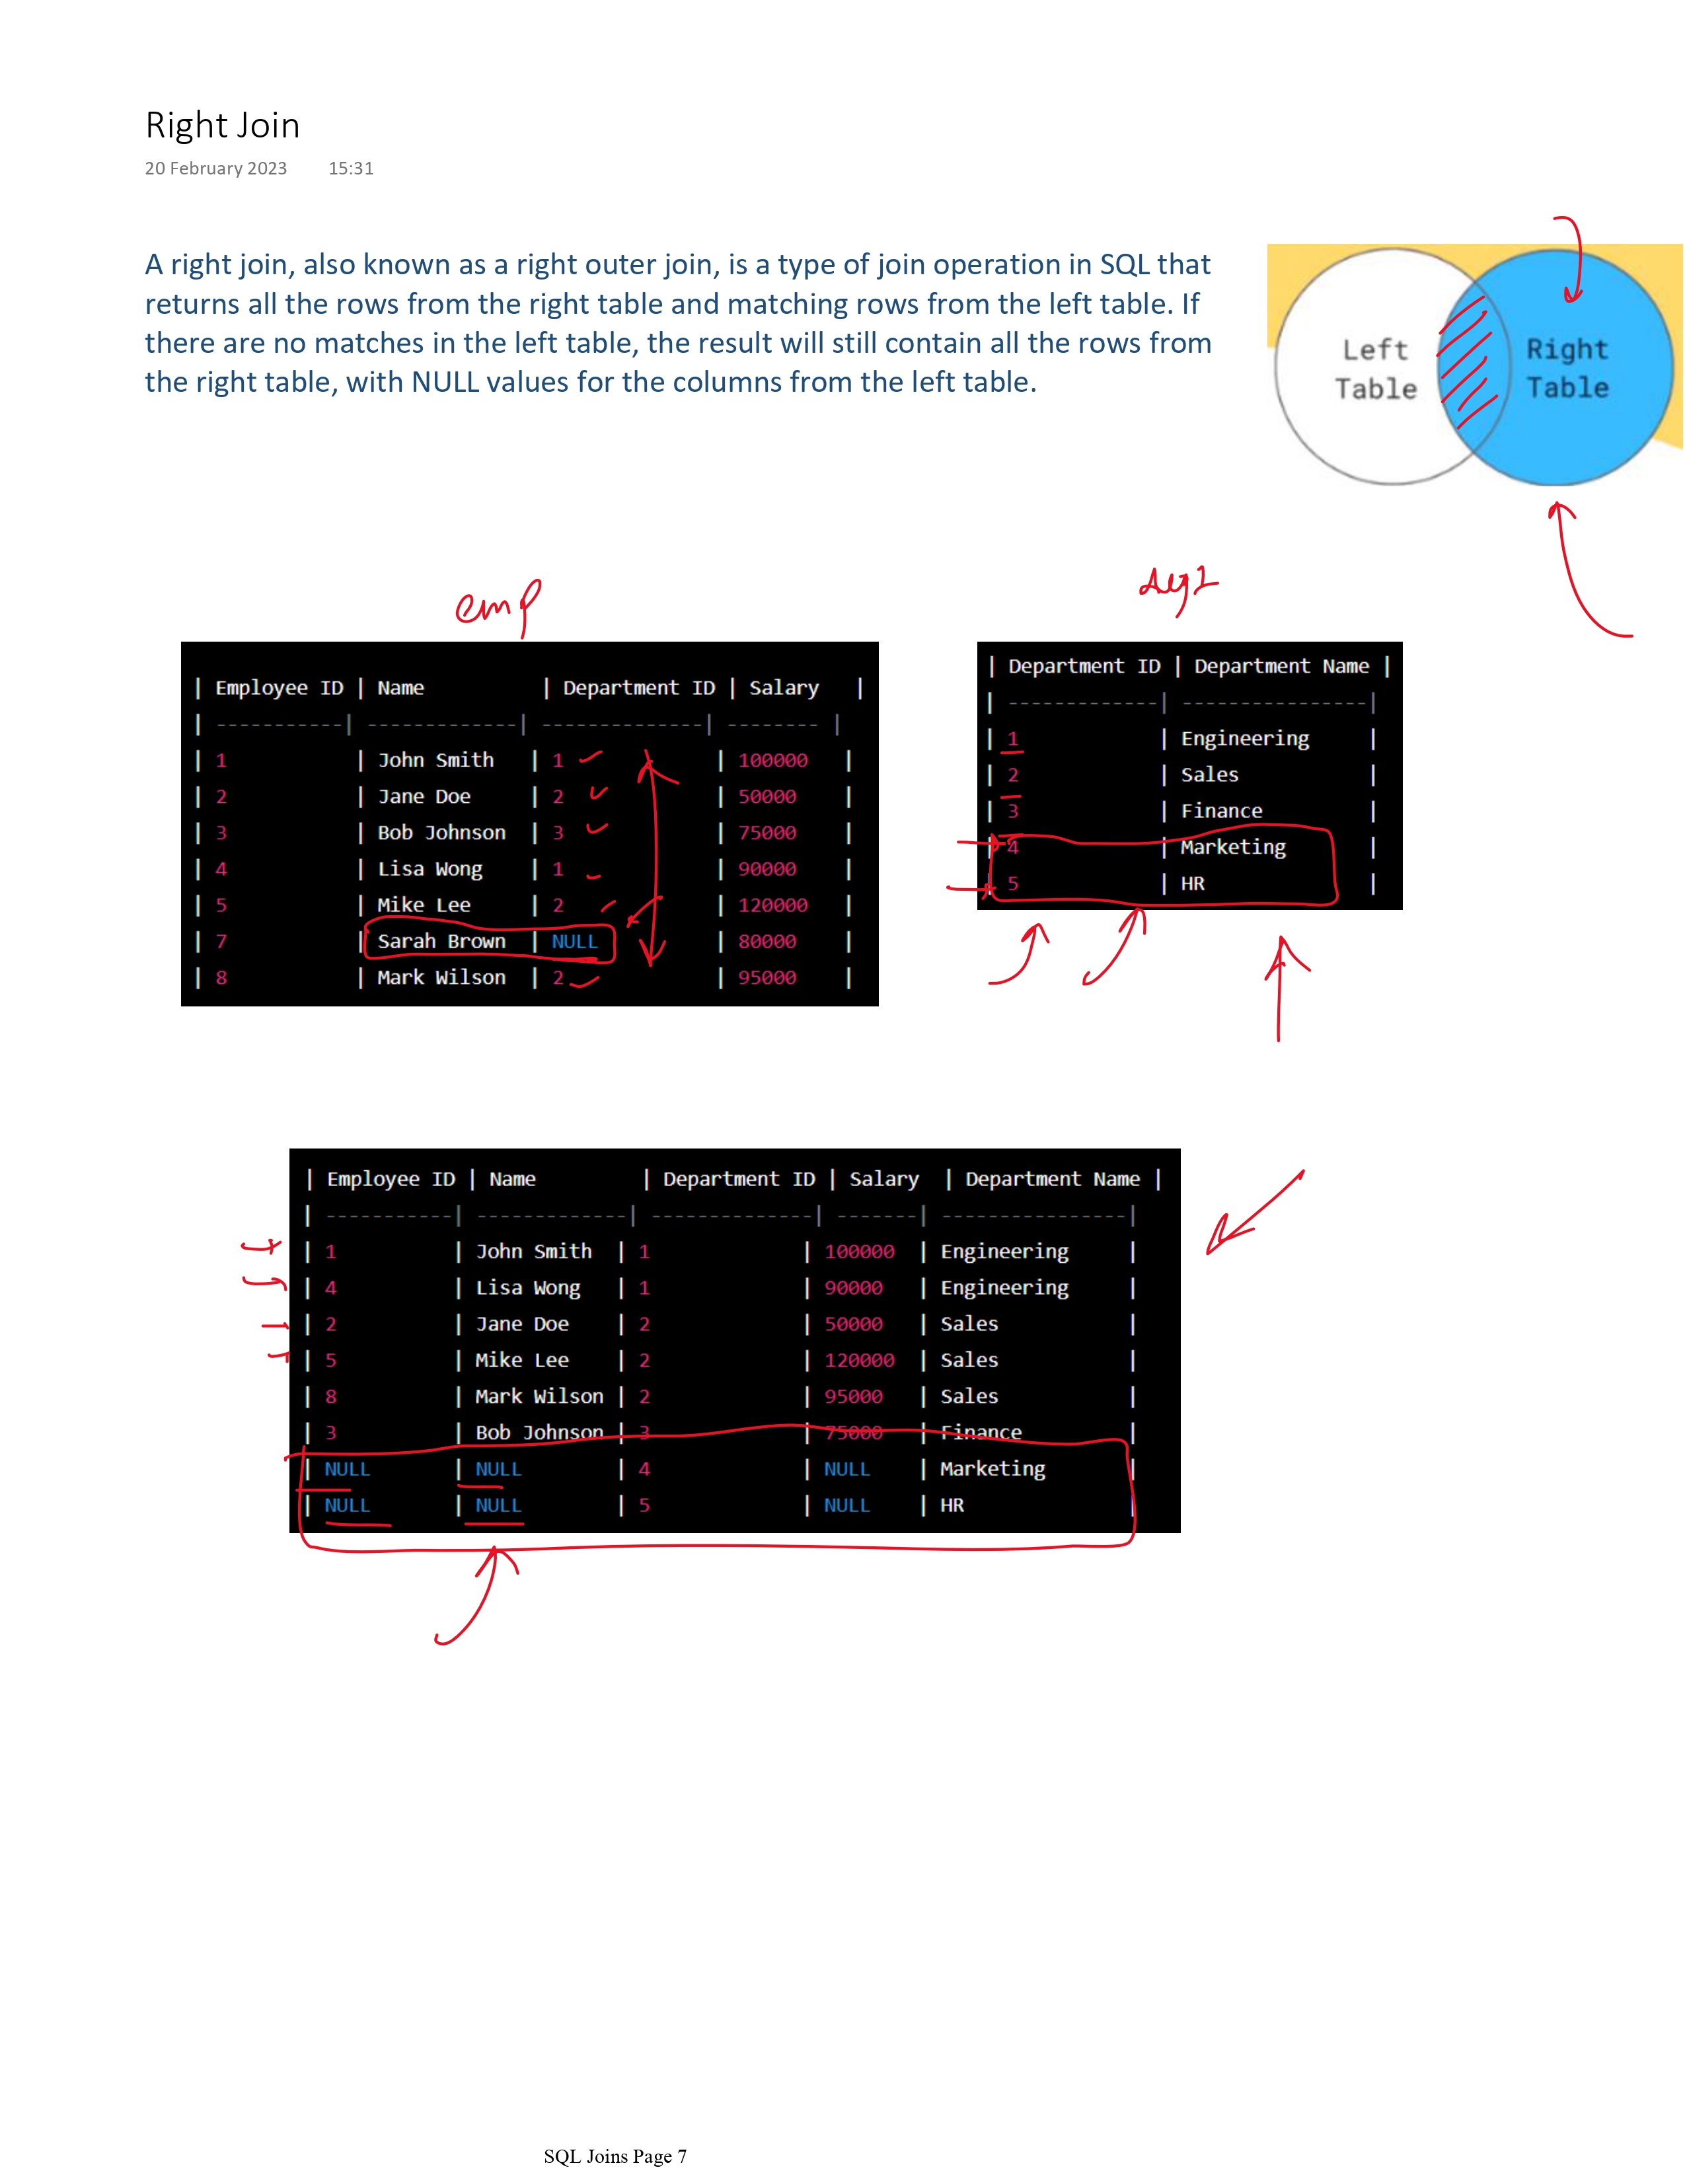 Right Join
20 February 2023 15:31
A right join, also known as a right outer join, is a type of join operation in SQL that
returns all the rows from the right table and matching rows from the left table. If
there are no matches in the left table, the result will still contain all the rows from
the right table, with NULL values for the columns from the left table.
Left Table
Right Table
emp
| Employee ID | Name | Department ID | Salary |
| -----------| -------------| --------------| -------- |
| 1 | John Smith | 1 | 100000 |
| 2 | Jane Doe | 2 | 50000 |
| 3 | Bob Johnson | 3 | 75000 |
| 4 | Lisa Wong | 1 | 90000 |
| 5 | Mike Lee | 2 | 120000 |
| 7 | Sarah Brown | NULL | 80000 |
| 8 | Mark Wilson | 2 | 95000 |
| Department ID | Department Name |
| -------------| ----------------|
| 1 | Engineering |
| 2 | Sales |
| 3 | Finance |
| 4 | Marketing |
| 5 | HR |
| Employee ID | Name | Department ID | Salary | Department Name |
| -----------| -------------| --------------| -------| ----------------|
| 1 | John Smith | 1 | 100000 | Engineering |
| 4 | Lisa Wong | 1 | 90000 | Engineering |
| 2 | Jane Doe | 2 | 50000 | Sales |
| 5 | Mike Lee | 2 | 120000 | Sales |
| 8 | Mark Wilson | 2 | 95000 | Sales |
| 3 | Bob Johnson | 3 | 75000 | Finance |
| NULL | NULL | 4 | NULL | Marketing |
| NULL | NULL | 5 | NULL | HR |
SQL Joins Page 7